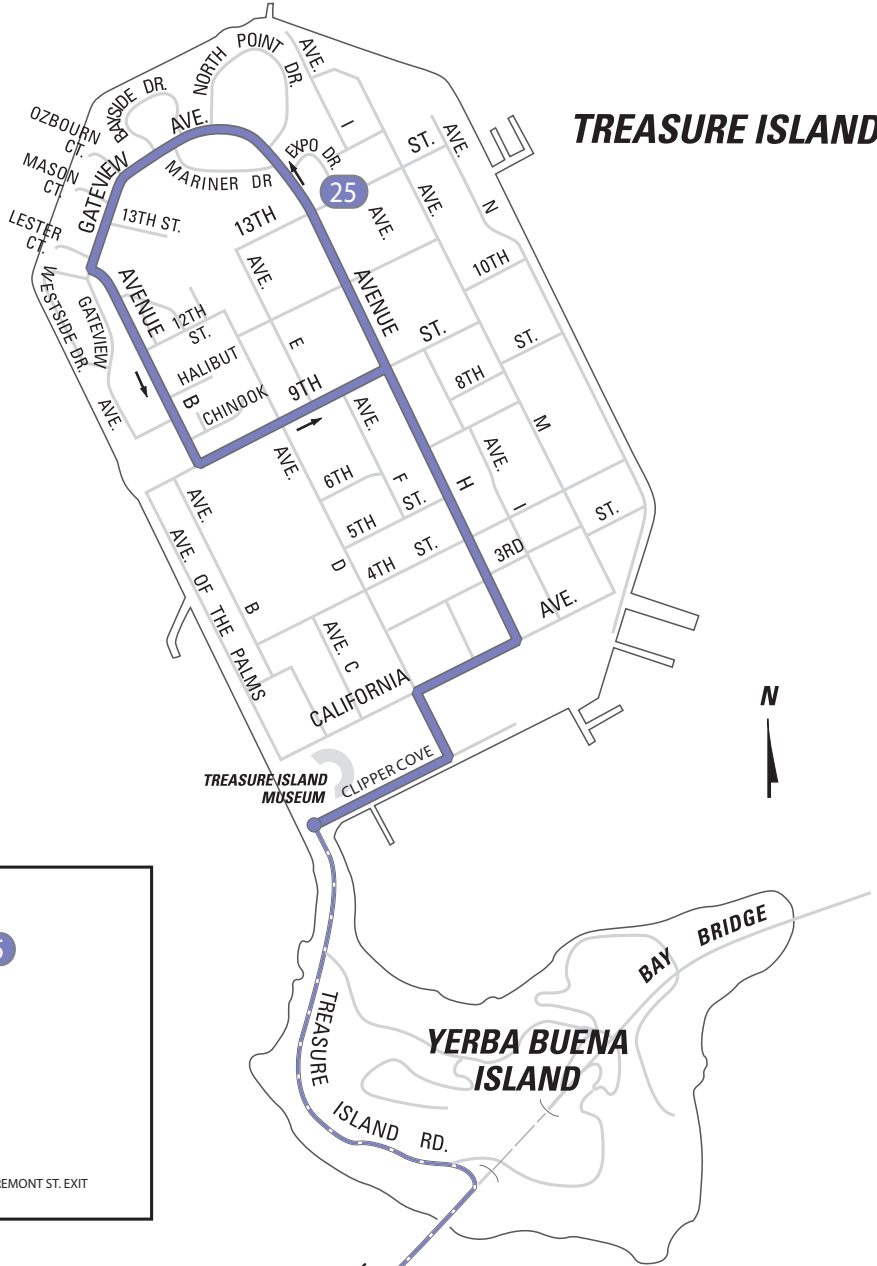 TREASURE ISLAND
NORTH POINT DR.
BAYSIDE DR.
AVE.
I
OZBOURN
CT.
MASON
CT.
LESTER
CT.
GATEVIEW AVE.
MARINER DR
EXPO DR.
25
ST.
AVE.
N
13TH ST.
13TH
AVE.
AVE.
AVE.
10TH
WESTSIDE DR.
GATEVIEW
AVE.
AVENUE
B
12TH
ST.
HALIBUT
CHINOOK
E
9TH
AVENUE
H
ST.
ST.
8TH
M
AVE.
F
AVE.
D
AVE.
I
6TH
ST.
5TH
4TH
ST.
3RD
ST.
AVE.
B
AVE. OF THE PALMS
AVE. C
CALIFORNIA
AVE.
TREASURE ISLAND
MUSEUM
CLIPPER COVE
N
BAY BRIDGE
YERBA BUENA
ISLAND
TREASURE ISLAND RD.
EMONT ST. EXIT